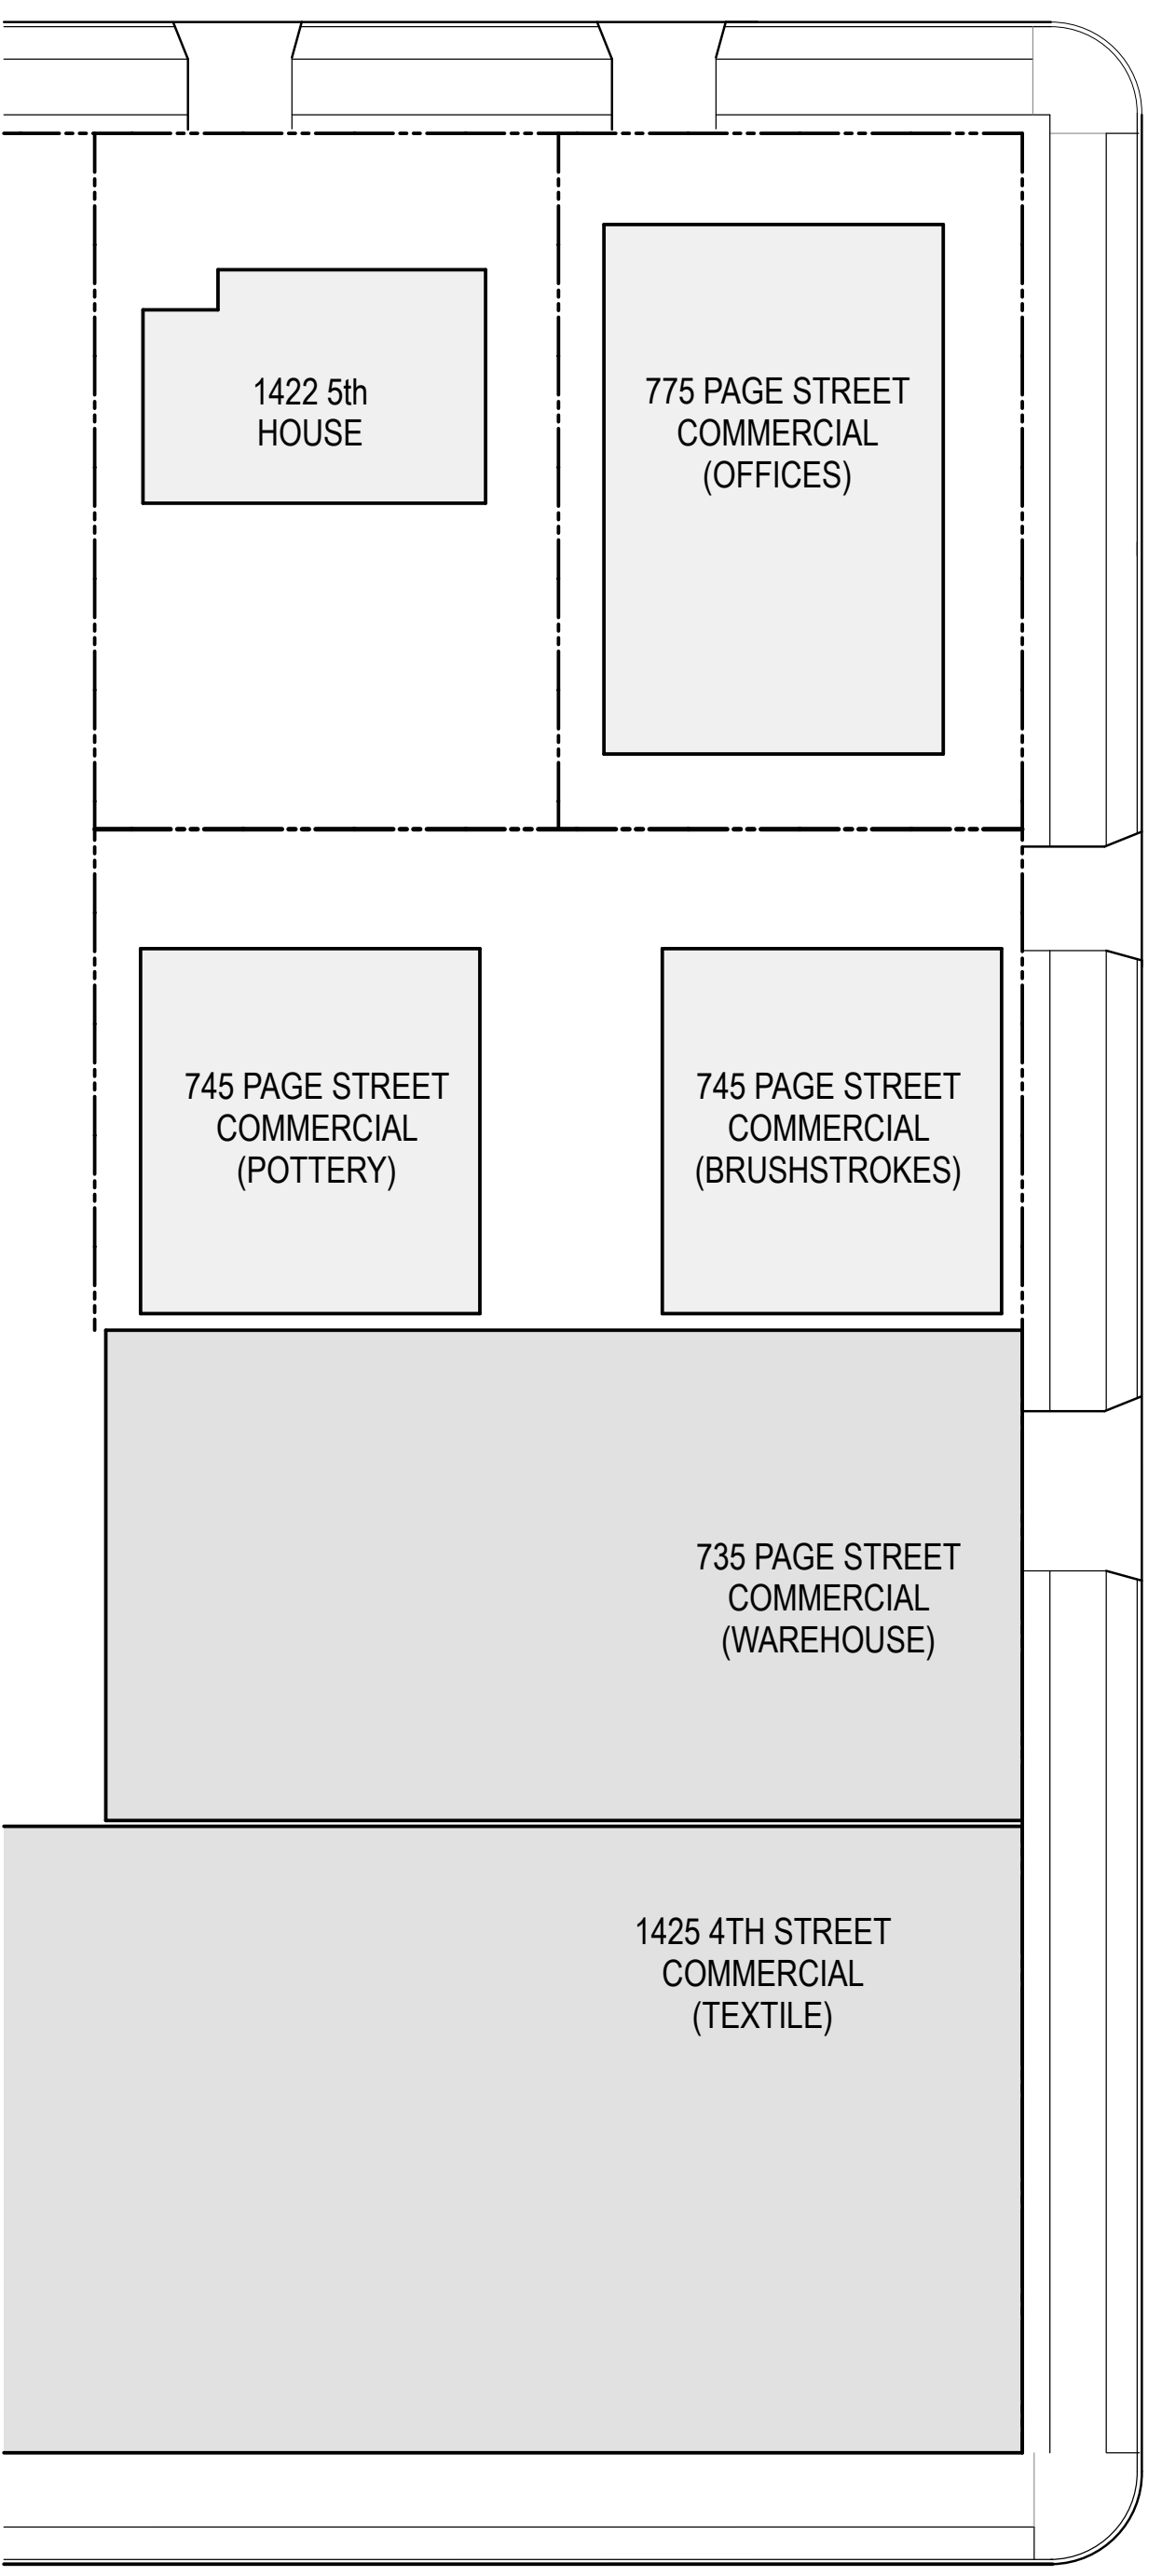 1422 5th
HOUSE
775 PAGE STREET
COMMERCIAL
(OFFICES)
745 PAGE STREET
COMMERCIAL
(POTTERY)
745 PAGE STREET
COMMERCIAL
(BRUSHSTROKES)
735 PAGE STREET
COMMERCIAL
(WAREHOUSE)
1425 4TH STREET
COMMERCIAL
(TEXTILE)